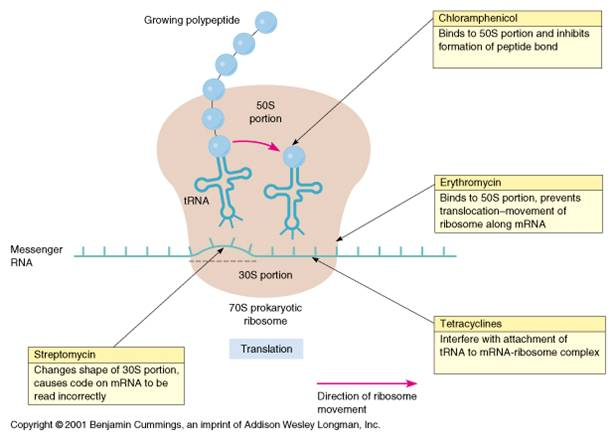 Growing polypeptide
Chloramphenicol
Binds to 50S portion and inhibits
formation of peptide bond
50S
portion
tRNA
Erythromycin
Binds to 50S portion, prevents
translocation–movement of
ribosome along mRNA
Messenger
RNA
30S portion
70S prokaryotic
ribosome
Translation
Tetracyclines
Interfere with attachment of
tRNA to mRNA-ribosome complex
Streptomycin
Changes shape of 30S portion,
causes code on mRNA to be
read incorrectly
Direction of ribosome
movement
Copyright © 2001 Benjamin Cummings, an imprint of Addison Wesley Longman, Inc.